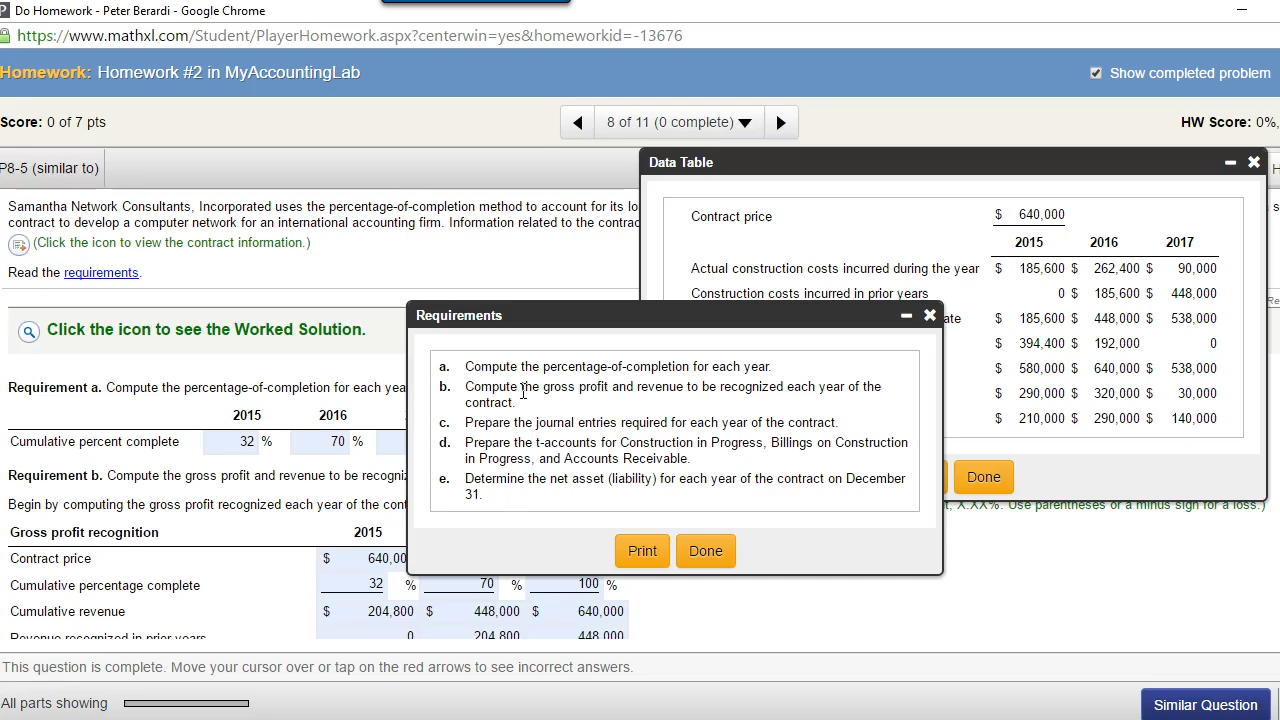 Do Homework - Peter Berardi - Google Chrome
https://www.mathxl.com/Student/PlayerHomework.aspx?centerwin=yes&homeworkid=-13676
Homework: Homework #2 in MyAccountingLab
Show completed problem
Score: 0 of 7 pts
8 of 11 (0 complete)
HW Score: 0%,
P8-5 (similar to)
Data Table
Samantha Network Consultants, Incorporated uses the percentage-of-completion method to account for its lo
contract to develop a computer network for an international accounting firm. Information related to the contrac
(Click the icon to view the contract information.)
Read the requirements.
Contract price $ 640,000
2015 2016 2017
Actual construction costs incurred during the year $ 185,600 $ 262,400 $ 90,000
Construction costs incurred in prior years 0 $ 185,600 $ 448,000
ate $ 185,600 $ 448,000 $ 538,000
$ 394,400 $ 192,000 0
$ 580,000 $ 640,000 $ 538,000
$ 290,000 $ 320,000 $ 30,000
$ 210,000 $ 290,000 $ 140,000
Done
Requirements
a. Compute the percentage-of-completion for each year.
b. Compute the gross profit and revenue to be recognized each year of the
contract.
c. Prepare the journal entries required for each year of the contract.
d. Prepare the t-accounts for Construction in Progress, Billings on Construction
in Progress, and Accounts Receivable.
e. Determine the net asset (liability) for each year of the contract on December
31.
Print Done
Click the icon to see the Worked Solution.
Requirement a. Compute the percentage-of-completion for each yea
2015 2016
Cumulative percent complete 32 % 70 %
Requirement b. Compute the gross profit and revenue to be recogni
Begin by computing the gross profit recognized each year of the cont
t, X.XX%. Use parentheses or a minus sign for a loss.)
Gross profit recognition 2015
Contract price $ 640,00
Cumulative percentage complete 32 % 70 % 100 %
Cumulative revenue $ 204,800 $ 448,000 $ 640,000
Revenue recognized in prior years 0 204,800 448,000
This question is complete. Move your cursor over or tap on the red arrows to see incorrect answers.
All parts showing
Similar Question